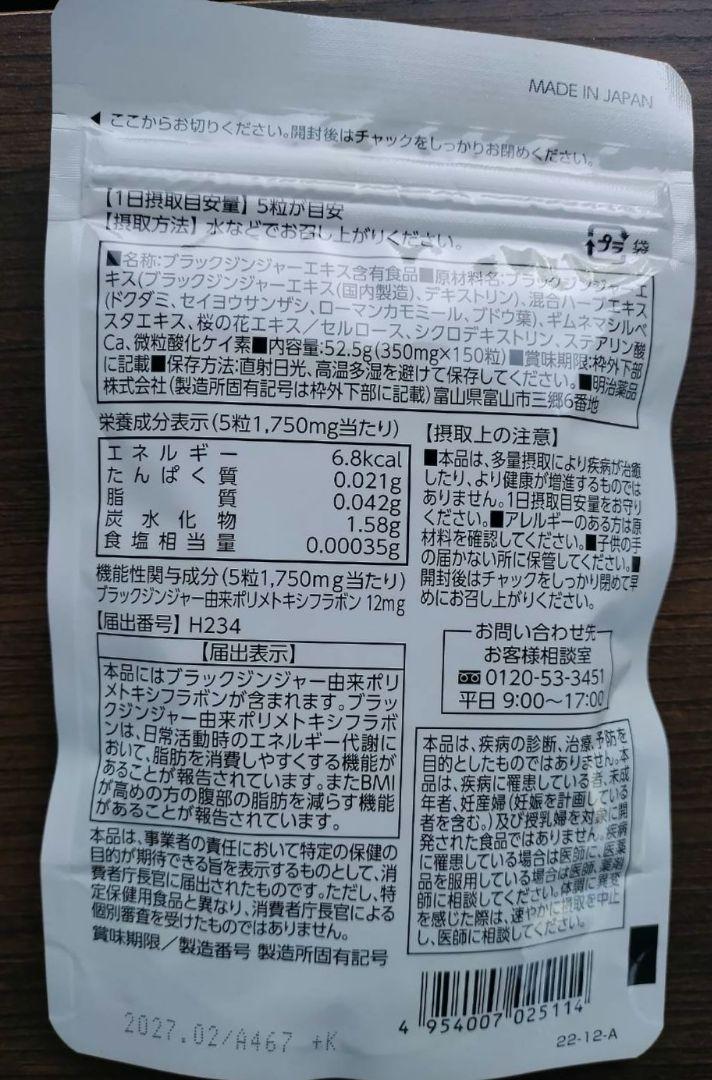 MADE IN JAPAN
◀ ここからお切りください。開封後はチャックをしっかりお閉めください。
【1日摂取目安量】5粒が目安
【摂取方法】水などでお召し上がりください。
プラ 袋
■名称:ブラックジンジャーエキス含有食品■原材料名:ブラックジンジャーエ
キス(ブラックジンジャーエキス(国内製造)、デキストリン)、混合ハーブエキス
(ドクダミ、セイヨウサンザシ、ローマンカモミール、ブドウ葉)、ギムネマシルベ
スタエキス、桜の花エキス/セルロース、シクロデキストリン、ステアリン酸
Ca、微粒酸化ケイ素■内容量:52.5g(350mg×150粒)■賞味期限:枠外下部
に記載■保存方法:直射日光、高温多湿を避けて保存してください。■明治薬品
株式会社(製造所固有記号は枠外下部に記載)富山県富山市三郷6番地
栄養成分表示(5粒1,750mg当たり)
エネルギー 6.8kcal
たんぱく質 0.021g
脂質 0.042g
炭水化物 1.58g
食塩相当量 0.00035g
機能性関与成分(5粒1,750mg当たり)
ブラックジンジャー由来ポリメトキシフラボン 12mg
【届出番号】H234
【届出表示】
本品にはブラックジンジャー由来ポリ
メトキシフラボンが含まれます。ブラッ
クジンジャー由来ポリメトキシフラボ
ンは、日常活動時のエネルギー代謝に
おいて、脂肪を消費しやすくする機能が
あることが報告されています。またBMI
が高めの方の腹部の脂肪を減らす機能
があることが報告されています。
本品は、事業者の責任において特定の保健の
目的が期待できる旨を表示するものとして、消
費者庁長官に届出されたものです。ただし、特
定保健用食品と異なり、消費者庁長官による
個別審査を受けたものではありません。
賞味期限/製造番号 製造所固有記号
2027.02/A467 +K
【摂取上の注意】
■本品は、多量摂取により疾病が治癒
したり、より健康が増進するものでは
ありません。1日摂取目安量をお守り
ください。■アレルギーのある方は原
材料を確認してください。■子供の手
の届かない所に保管してください。■
開封後はチャックをしっかり閉めて早
めにお召し上がりください。
お問い合わせ先
お客様相談室
0120-53-3451
平日 9:00〜17:00
本品は、疾病の診断、治療、予防を
目的としたものではありません。本
品は、疾病に罹患している者、未成
年者、妊産婦(妊娠を計画している
者を含む。)及び授乳婦を対象に開
発された食品ではありません。疾病
に罹患している場合は医師に、医薬
品を服用している場合は医師、薬剤
師に相談してください。体調に異変
を感じた際は、速やかに摂取を中止
し、医師に相談してください。
4 954007 025114
22-12-A